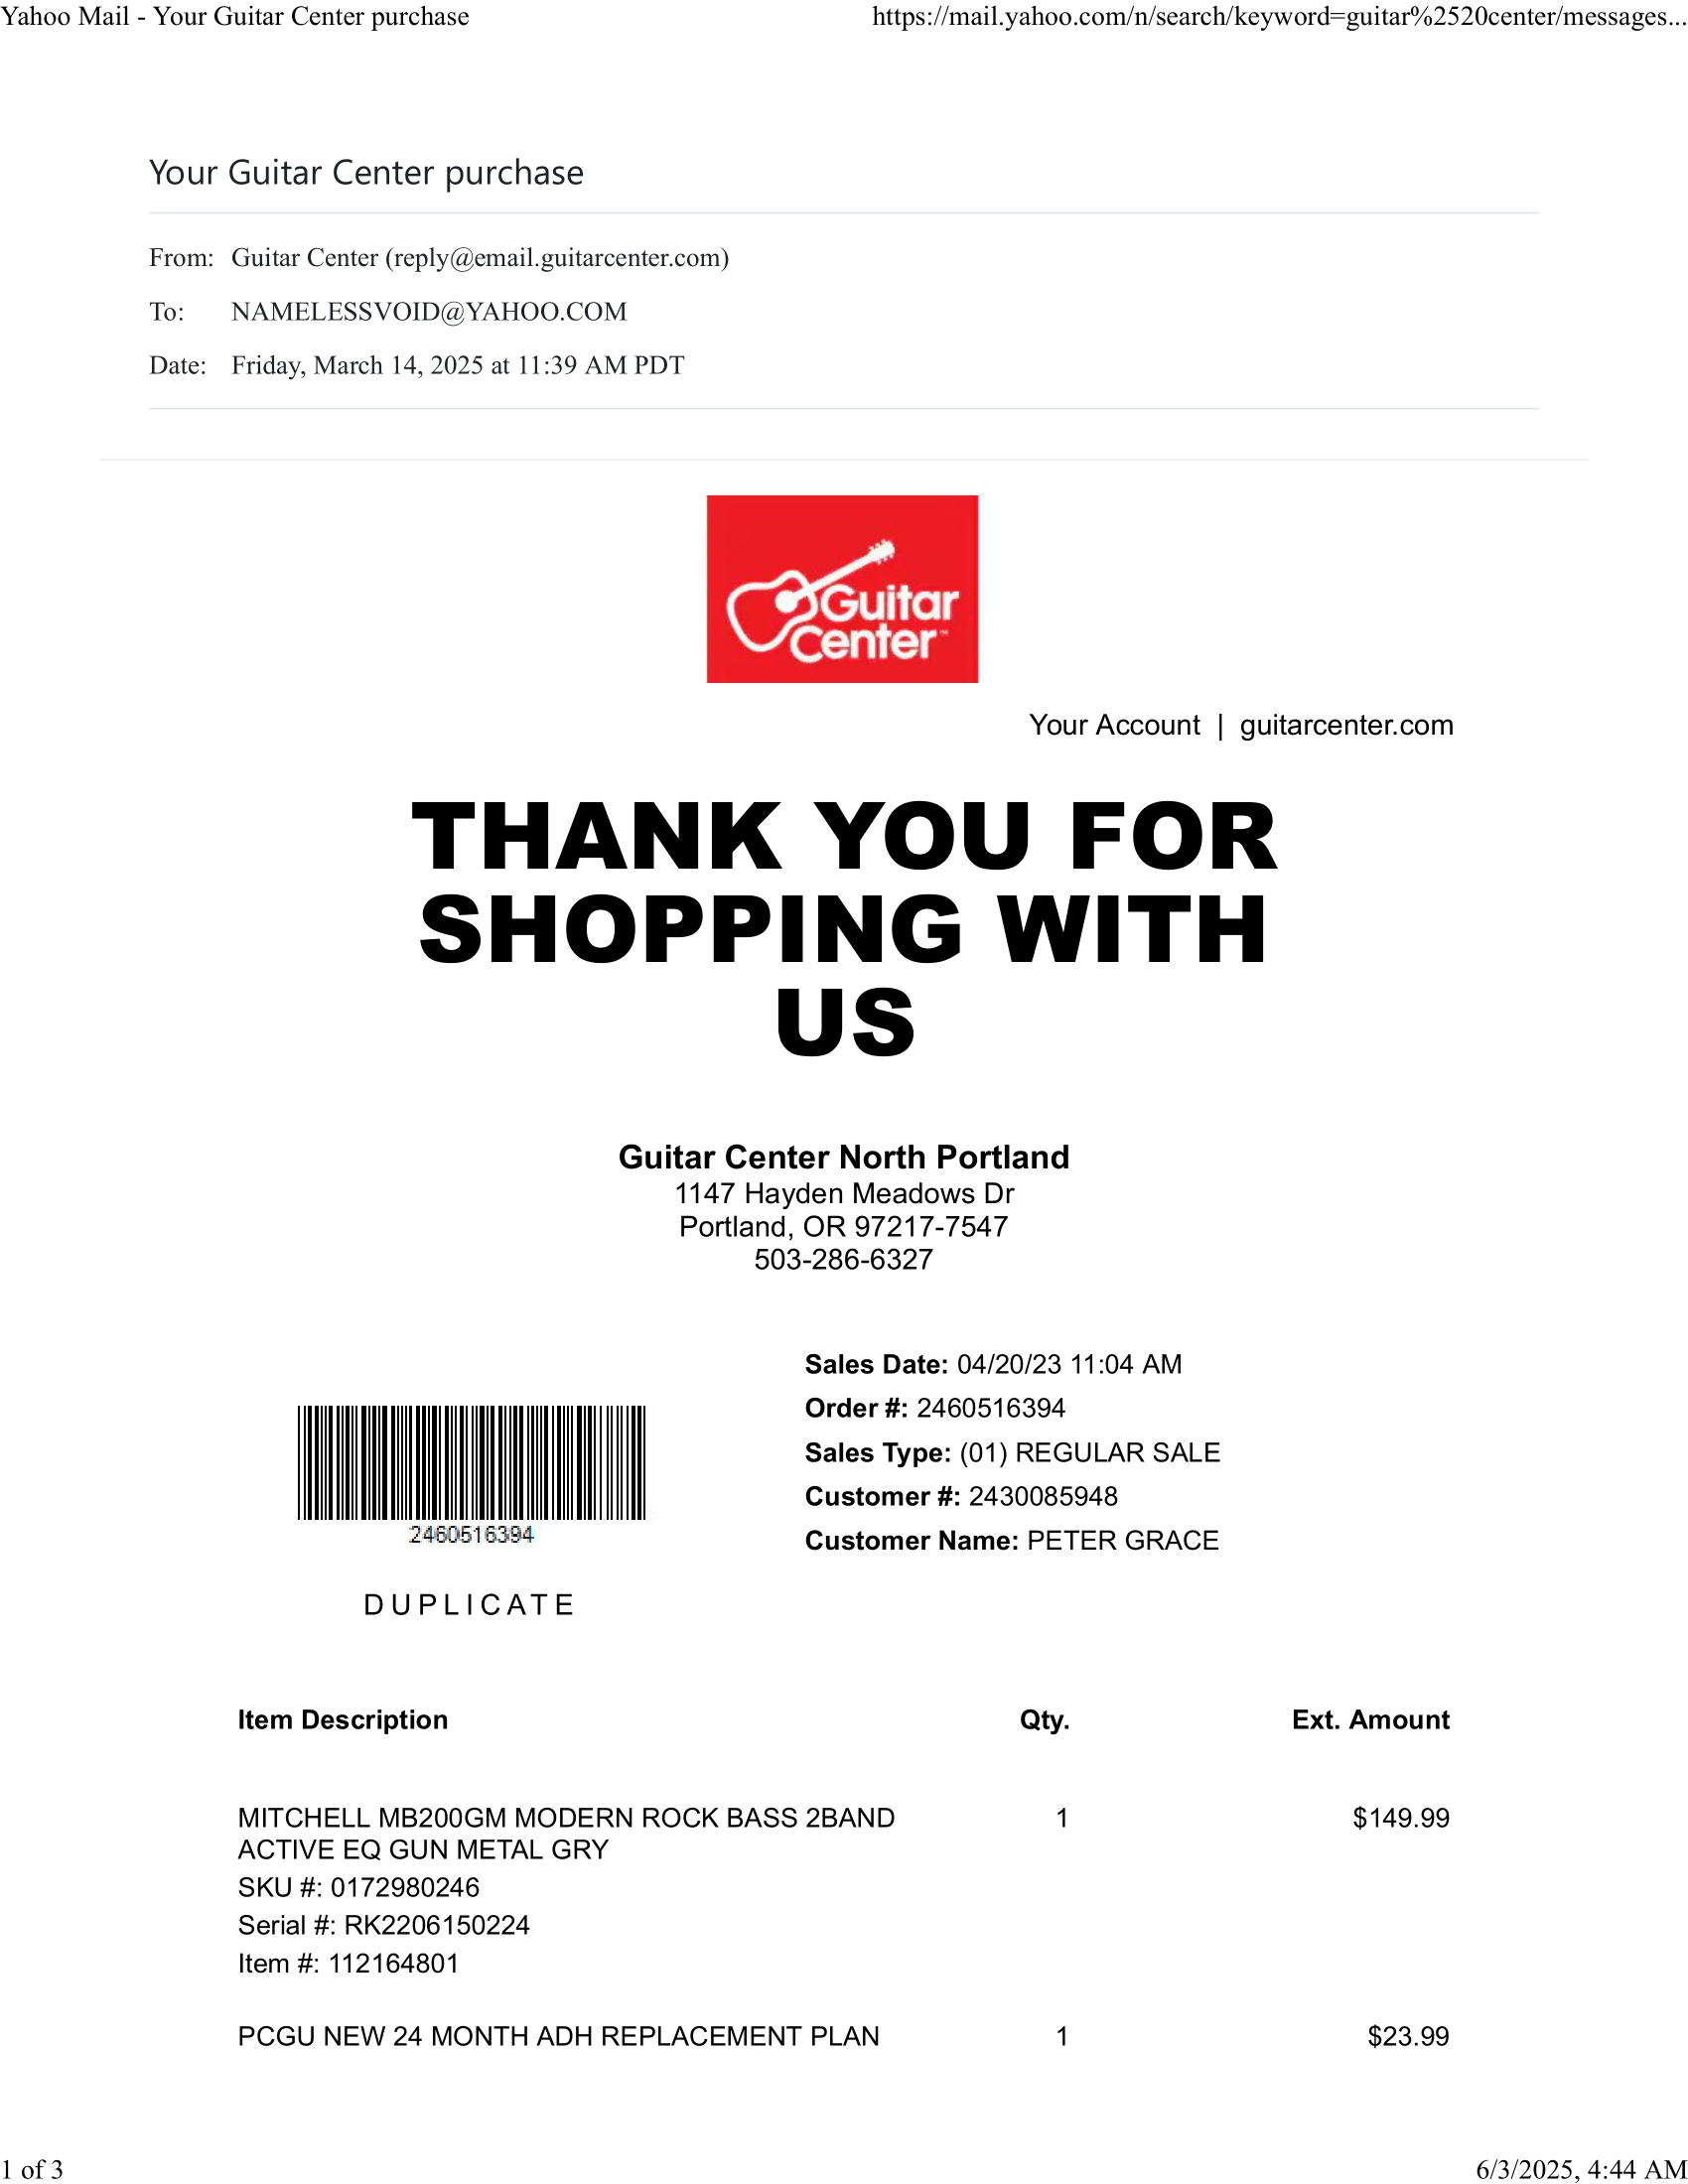 Yahoo Mail - Your Guitar Center purchase
https://mail.yahoo.com/n/search/keyword=guitar%2520center/messages...
Your Guitar Center purchase
From: Guitar Center (reply@email.guitarcenter.com)
To: NAMELESSVOID@YAHOO.COM
Date: Friday, March 14, 2025 at 11:39 AM PDT
Guitar
Center™
Your Account | guitarcenter.com
THANK YOU FOR
SHOPPING WITH
US
Guitar Center North Portland
1147 Hayden Meadows Dr
Portland, OR 97217-7547
503-286-6327
Sales Date: 04/20/23 11:04 AM
Order #: 2460516394
Sales Type: (01) REGULAR SALE
Customer #: 2430085948
Customer Name: PETER GRACE
2460516394
DUPLICATE
Item Description Qty. Ext. Amount
MITCHELL MB200GM MODERN ROCK BASS 2BAND 1 $149.99
ACTIVE EQ GUN METAL GRY
SKU #: 0172980246
Serial #: RK2206150224
Item #: 112164801
PCGU NEW 24 MONTH ADH REPLACEMENT PLAN 1 $23.99
1 of 3
6/3/2025, 4:44 AM